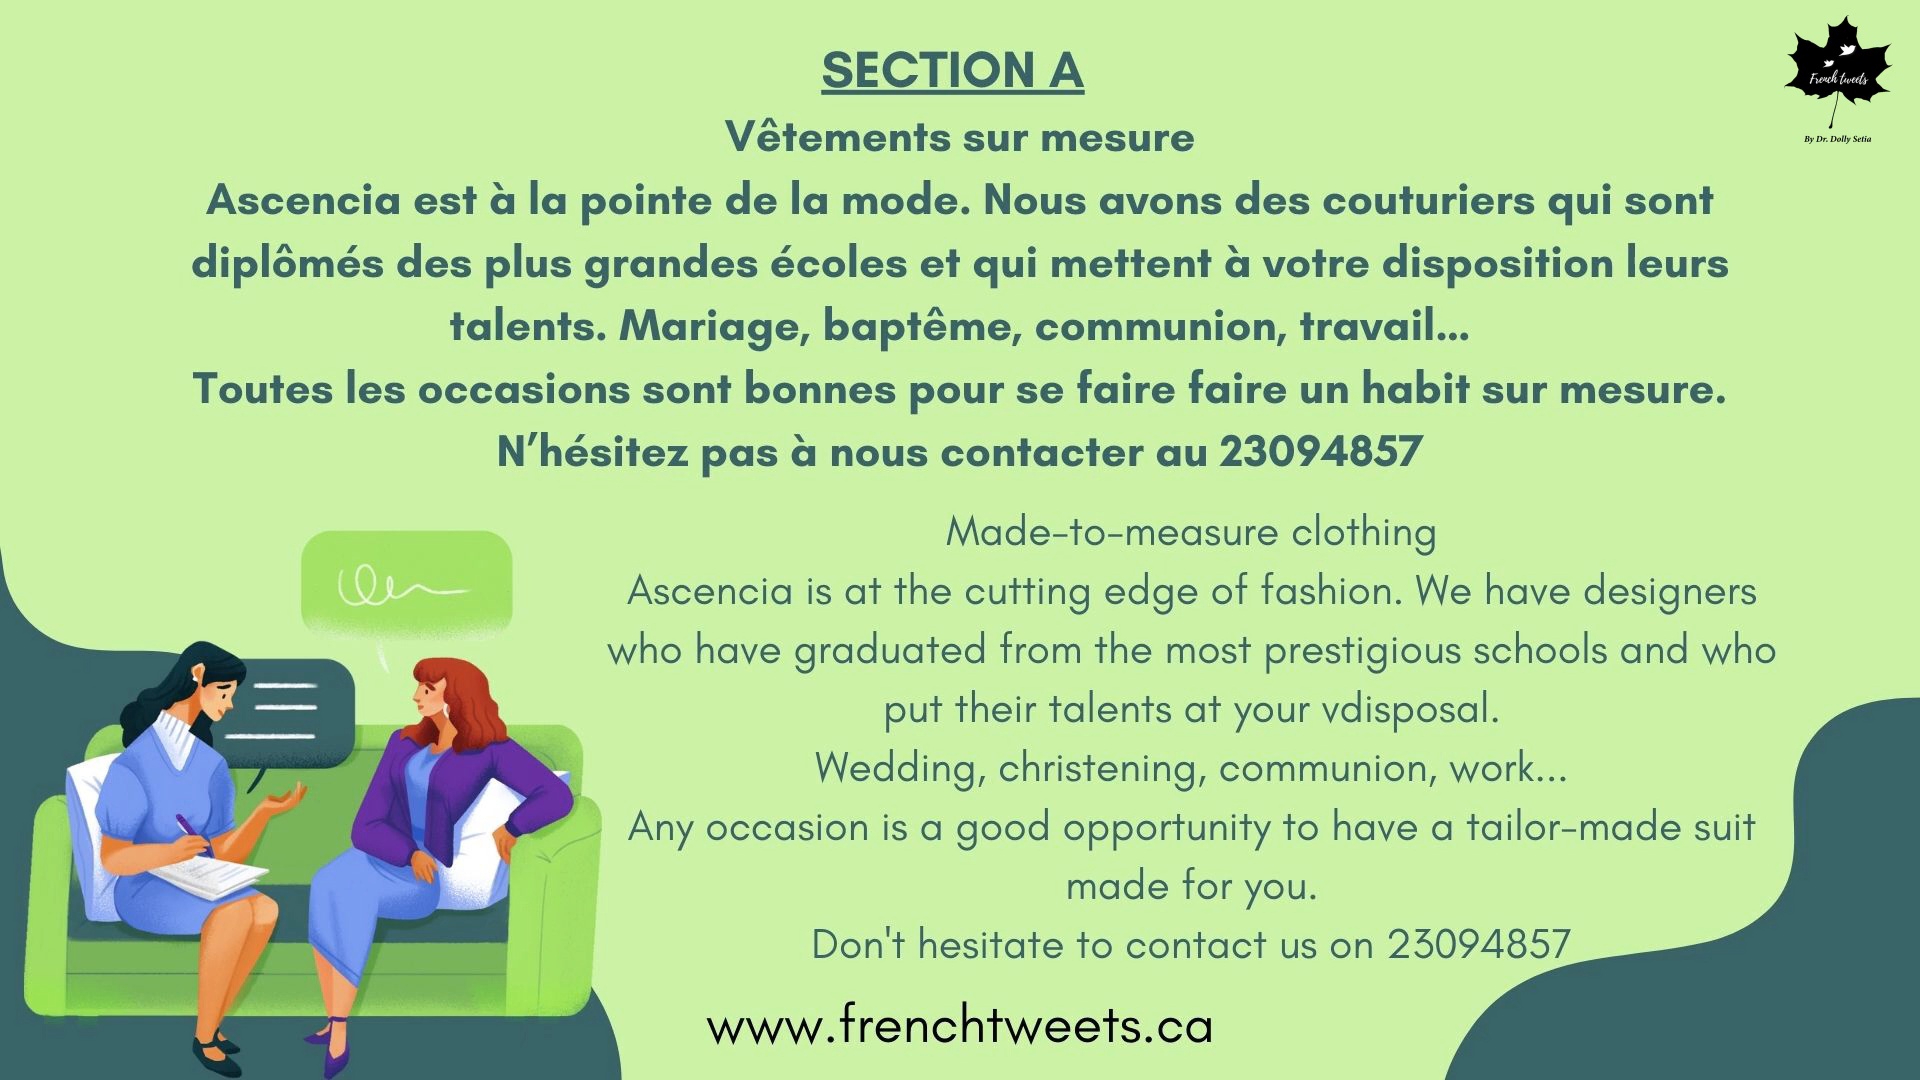 SECTION A
French tweets
By Dr. Dolly Setia
Vêtements sur mesure
Ascencia est à la pointe de la mode. Nous avons des couturiers qui sont
diplômés des plus grandes écoles et qui mettent à votre disposition leurs
talents. Mariage, baptême, communion, travail...
Toutes les occasions sont bonnes pour se faire faire un habit sur mesure.
N’hésitez pas à nous contacter au 23094857
Made-to-measure clothing
Ascencia is at the cutting edge of fashion. We have designers
who have graduated from the most prestigious schools and who
put their talents at your vdisposal.
Wedding, christening, communion, work...
Any occasion is a good opportunity to have a tailor-made suit
made for you.
Don't hesitate to contact us on 23094857
www.frenchtweets.ca